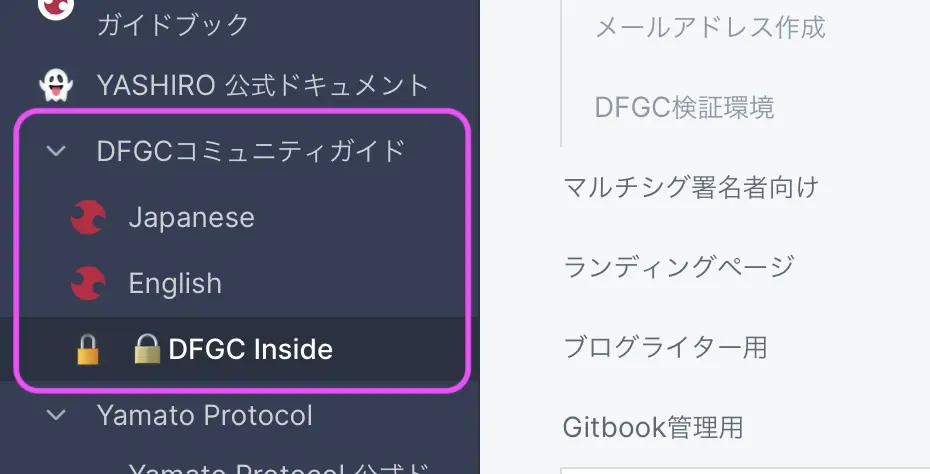 ガイドブック
YASHIRO 公式ドキュメント
DFGCコミュニティガイド
Japanese
English
DFGC Inside
Yamato Protocol
Yamato Protocol 公式ド
メールアドレス作成
DFGC検証環境
マルチシグ署名者向け
ランディングページ
ブログライター用
Gitbook管理用